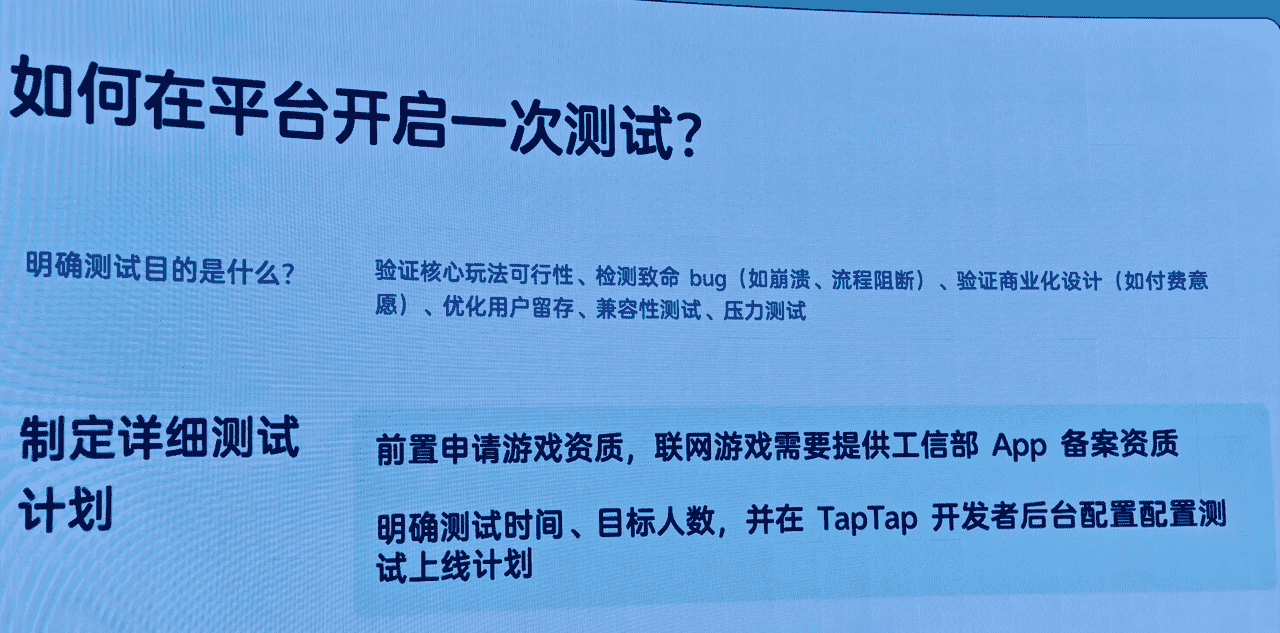 如何在平台开启一次测试？
明确测试目的是什么？
验证核心玩法可行性、检测致命 bug（如崩溃、流程阻断）、验证商业化设计（如付费意
愿）、优化用户留存、兼容性测试、压力测试
制定详细测试
计划
前置申请游戏资质，联网游戏需要提供工信部 App 备案资质
明确测试时间、目标人数，并在 TapTap 开发者后台配置配置测
试上线计划